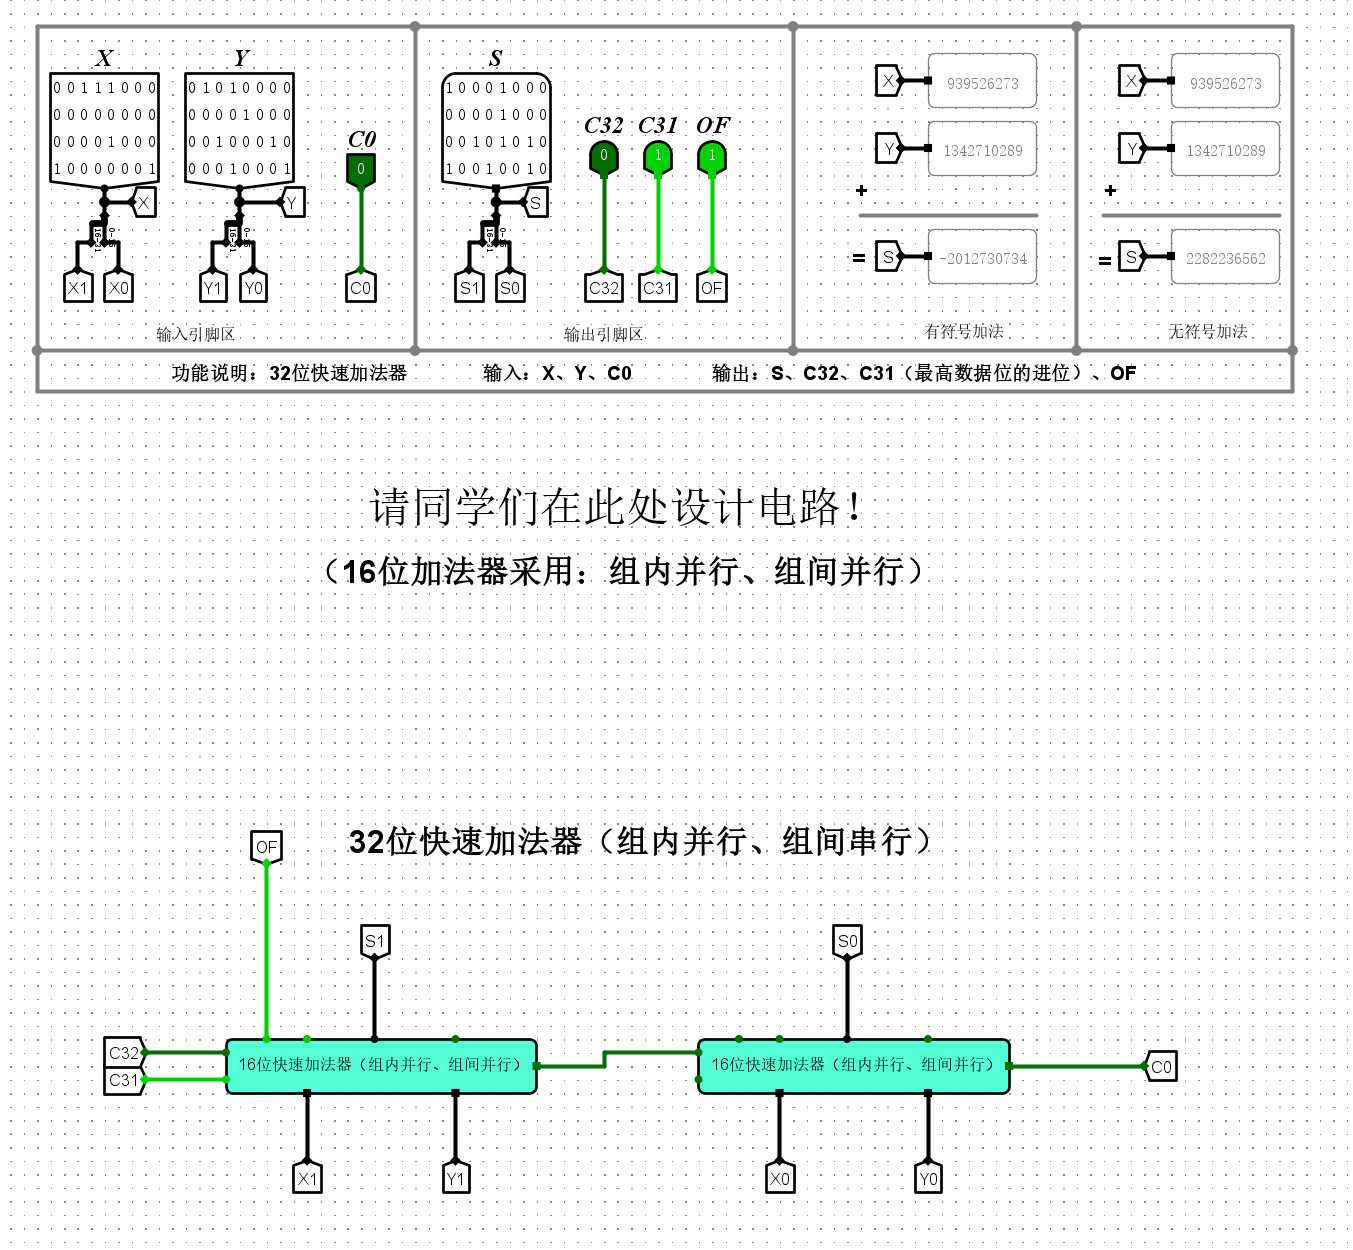 X Y S
0 0 1 1 1 0 0 0 0 1 0 1 0 0 0 0 1 0 0 0 1 0 0 0
0 0 0 0 0 0 0 0 0 0 0 0 1 0 0 0 0 0 0 0 1 0 0 0
0 0 0 0 1 0 0 0 0 0 1 0 0 0 1 0 0 0 1 0 1 0 1 0
1 0 0 0 0 0 0 1 0 0 1 0 0 0 0 1 1 0 1 0 0 0 1 0
C0 C32 C31 OF
0 0 1 1
X Y S
16-31 0-15 16-31 0-15 16-31 0-15
X1 X0 Y1 Y0 C0 S1 S0 C32 C31 OF
输入引脚区
输出引脚区
X 939526273
Y 1342710289
+
= S -2012730734
有符号加法
X 939526273
Y 1342710289
+
= S 2282236562
无符号加法
功能说明：32位快速加法器 输入：X、Y、C0 输出：S、C32、C31（最高数据位的进位）、OF
请同学们在此处设计电路！
（16位加法器采用：组内并行、组间并行）
OF 32位快速加法器（组内并行、组间串行）
S1 S0
C32
C31
16位快速加法器（组内并行、组间并行） 16位快速加法器（组内并行、组间并行） C0
X1 Y1 X0 Y0